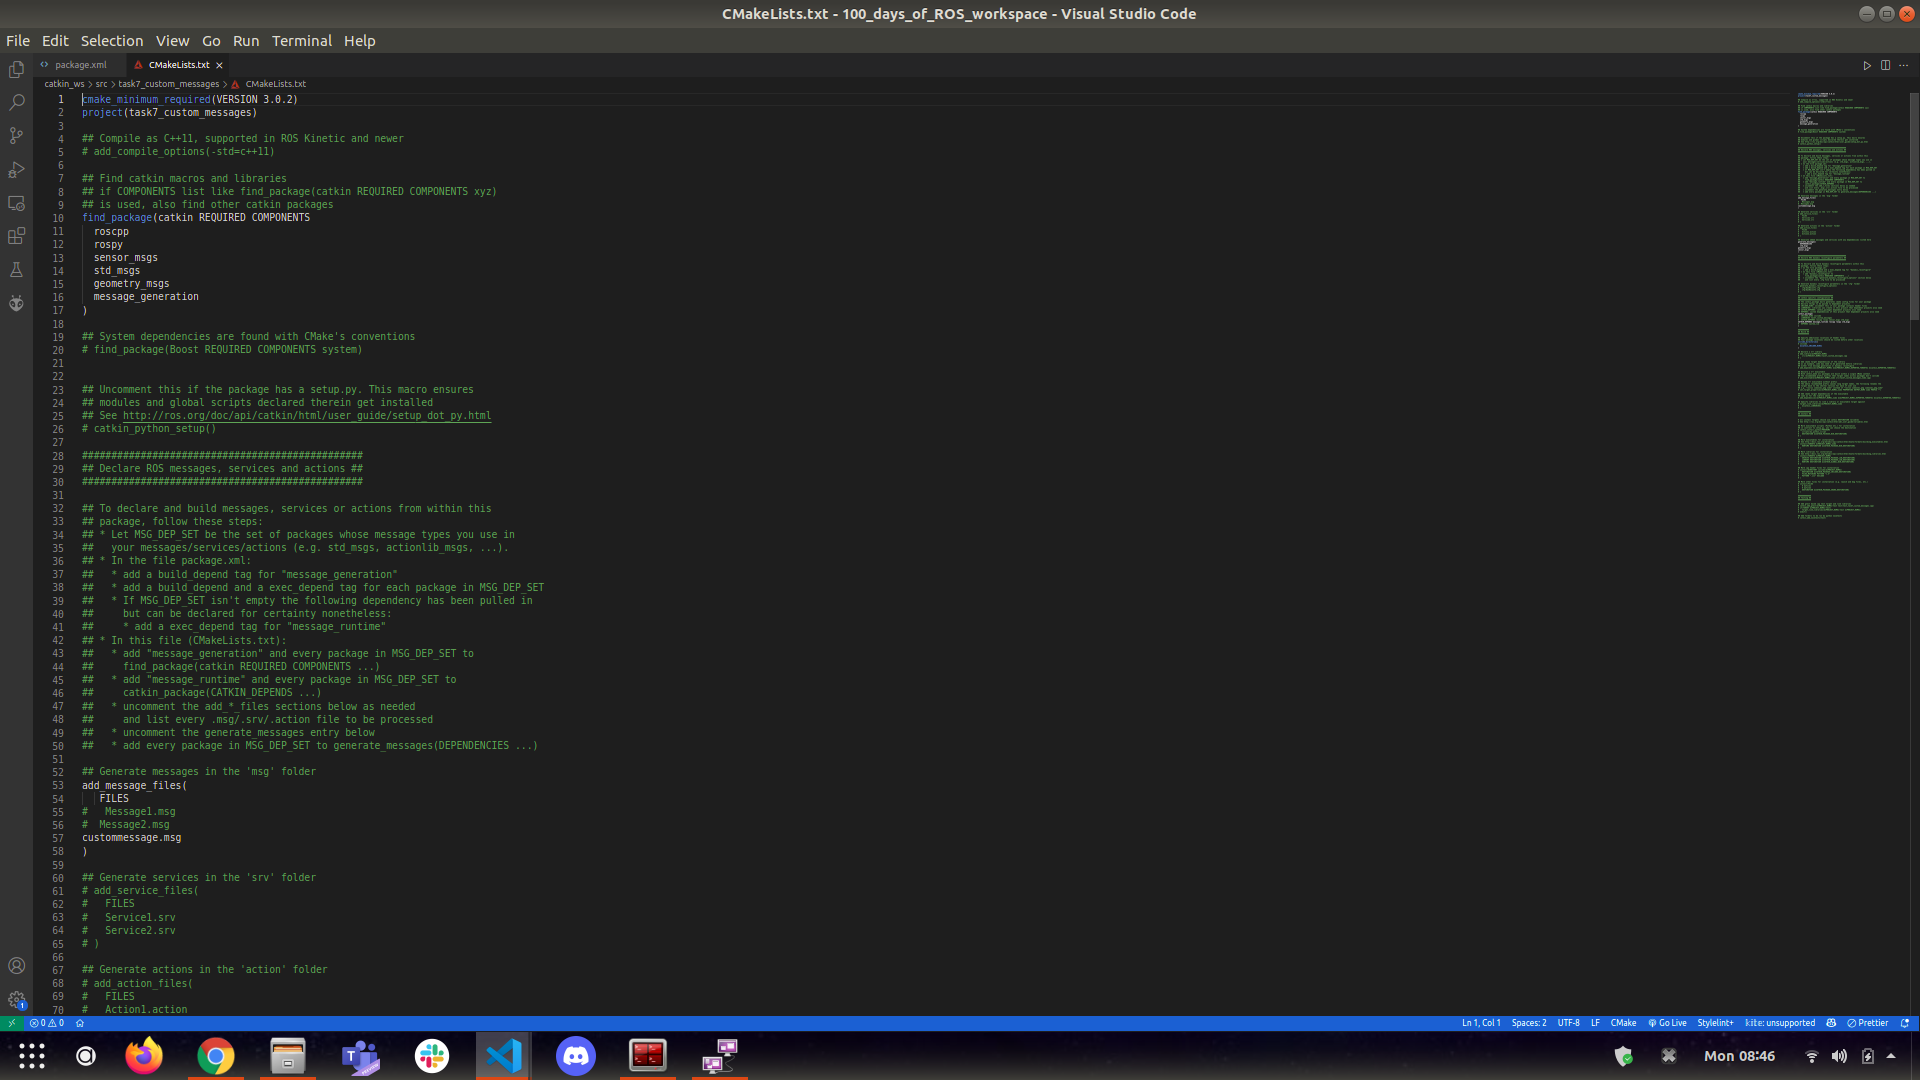 CMakeLists.txt - 100_days_of_ROS_workspace - Visual Studio Code
File Edit Selection View Go Run Terminal Help
package.xml CMakeLists.txt
catkin_ws > src > task7_custom_messages > CMakeLists.txt
1 cmake_minimum_required(VERSION 3.0.2)
2 project(task7_custom_messages)
3
4 ## Compile as C++11, supported in ROS Kinetic and newer
5 # add_compile_options(-std=c++11)
6
7 ## Find catkin macros and libraries
8 ## if COMPONENTS list like find_package(catkin REQUIRED COMPONENTS xyz)
9 ## is used, also find other catkin packages
10 find_package(catkin REQUIRED COMPONENTS
11   roscpp
12   rospy
13   sensor_msgs
14   std_msgs
15   geometry_msgs
16   message_generation
17 )
18
19 ## System dependencies are found with CMake's conventions
20 # find_package(Boost REQUIRED COMPONENTS system)
21
22
23 ## Uncomment this if the package has a setup.py. This macro ensures
24 ## modules and global scripts declared therein get installed
25 ## See http://ros.org/doc/api/catkin/html/user_guide/setup_dot_py.html
26 # catkin_python_setup()
27
28 ################################################
29 ## Declare ROS messages, services and actions ##
30 ################################################
31
32 ## To declare and build messages, services or actions from within this
33 ## package, follow these steps:
34 ## * Let MSG_DEP_SET be the set of packages whose message types you use in
35 ##   your messages/services/actions (e.g. std_msgs, actionlib_msgs, ...).
36 ## * In the file package.xml:
37 ##   * add a build_depend tag for "message_generation"
38 ##   * add a build_depend and a exec_depend tag for each package in MSG_DEP_SET
39 ##   * If MSG_DEP_SET isn't empty the following dependency has been pulled in
40 ##     but can be declared for certainty nonetheless:
41 ##     * add a exec_depend tag for "message_runtime"
42 ## * In this file (CMakeLists.txt):
43 ##   * add "message_generation" and every package in MSG_DEP_SET to
44 ##     find_package(catkin REQUIRED COMPONENTS ...)
45 ##   * add "message_runtime" and every package in MSG_DEP_SET to
46 ##     catkin_package(CATKIN_DEPENDS ...)
47 ##   * uncomment the add_*_files sections below as needed
48 ##     and list every .msg/.srv/.action file to be processed
49 ##   * uncomment the generate_messages entry below
50 ##   * add every package in MSG_DEP_SET to generate_messages(DEPENDENCIES ...)
51
52 ## Generate messages in the 'msg' folder
53 add_message_files(
54    FILES
55 #   Message1.msg
56 #  Message2.msg
57 custommessage.msg
58 )
59
60 ## Generate services in the 'srv' folder
61 # add_service_files(
62 #   FILES
63 #   Service1.srv
64 #   Service2.srv
65 # )
66
67 ## Generate actions in the 'action' folder
68 # add_action_files(
69 #   FILES
70 #   Action1.action
1
0 0 Ln 1, Col 1 Spaces: 2 UTF-8 LF CMake Go Live Stylelint+ kite: unsupported Prettier
Mon 08:46